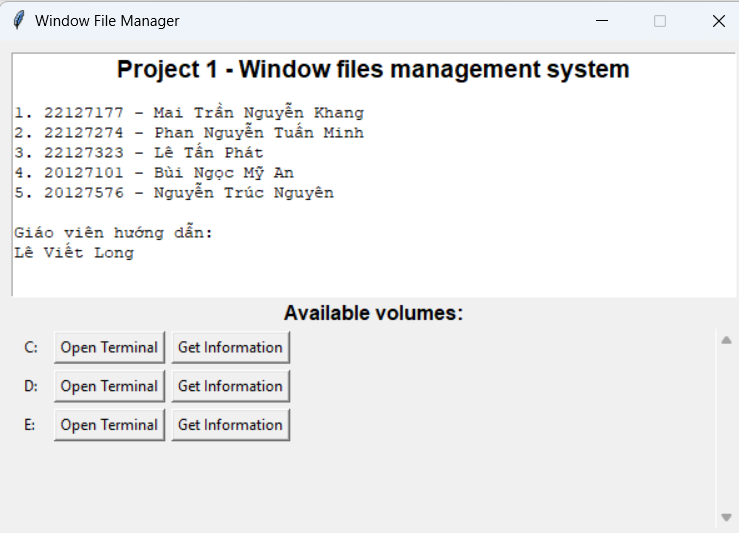 Window File Manager
Project 1 - Window files management system
1. 22127177 - Mai Trần Nguyễn Khang
2. 22127274 - Phan Nguyễn Tuấn Minh
3. 22127323 - Lê Tấn Phát
4. 20127101 - Bùi Ngọc Mỹ An
5. 20127576 - Nguyễn Trúc Nguyên
Giáo viên hướng dẫn:
Lê Viết Long
Available volumes:
C: Open Terminal Get Information
D: Open Terminal Get Information
E: Open Terminal Get Information